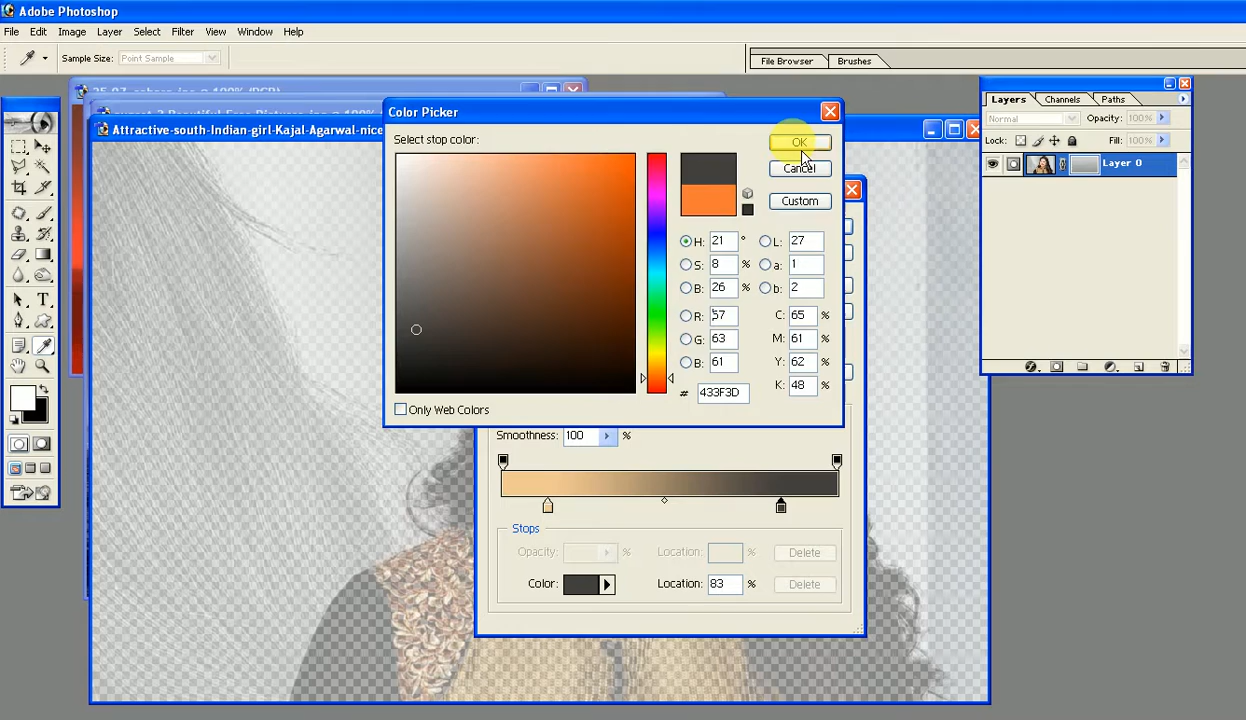 Adobe Photoshop
File Edit Image Layer Select Filter View Window Help
Sample Size: Point Sample
File Browser Brushes
Attractive-south-Indian-girl-Kajal-Agarwal-nice
Color Picker
Select stop color:
OK
Cancel
Custom
H: 21 ° L: 27
S: 8 % a: 1
B: 26 % b: 2
R: 57 C: 65 %
G: 63 M: 61 %
B: 61 Y: 62 %
# 433F3D K: 48 %
Only Web Colors
Smoothness: 100 %
Stops
Opacity: % Location: % Delete
Color: Location: 83 % Delete
Layers Channels Paths
Normal Opacity: 100%
Lock: Fill: 100%
Layer 0
T